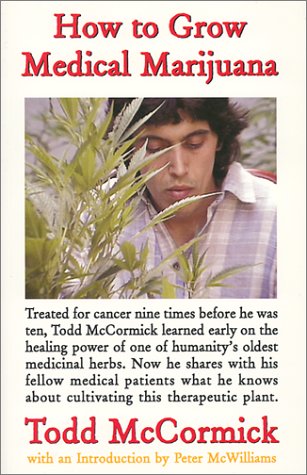 How to Grow
Medical Marijuana
Treated for cancer nine times before he was
ten, Todd McCormick learned early on the
healing power of one of humanity's oldest
medicinal herbs. Now he shares with his
fellow medical patients what he knows
about cultivating this therapeutic plant.
Todd McCormick
with an Introduction by Peter McWilliams